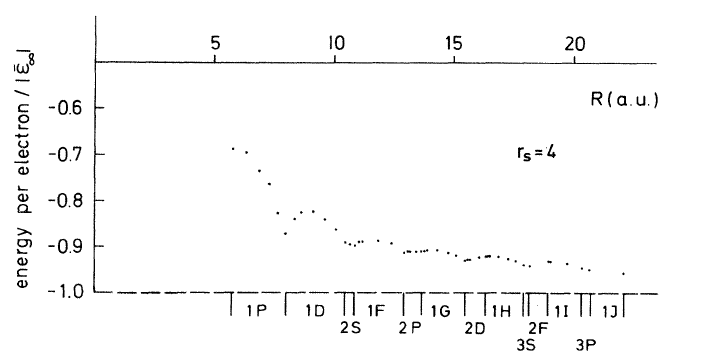 5 10 15 20
R(a.u.)
energy per electron / |ε̄∞|
-0.6
-0.7
rs=4
-0.8
-0.9
-1.0
1P 1D 1F 1G 1H 1I 1J
2S 2P 2D 2F
3S 3P